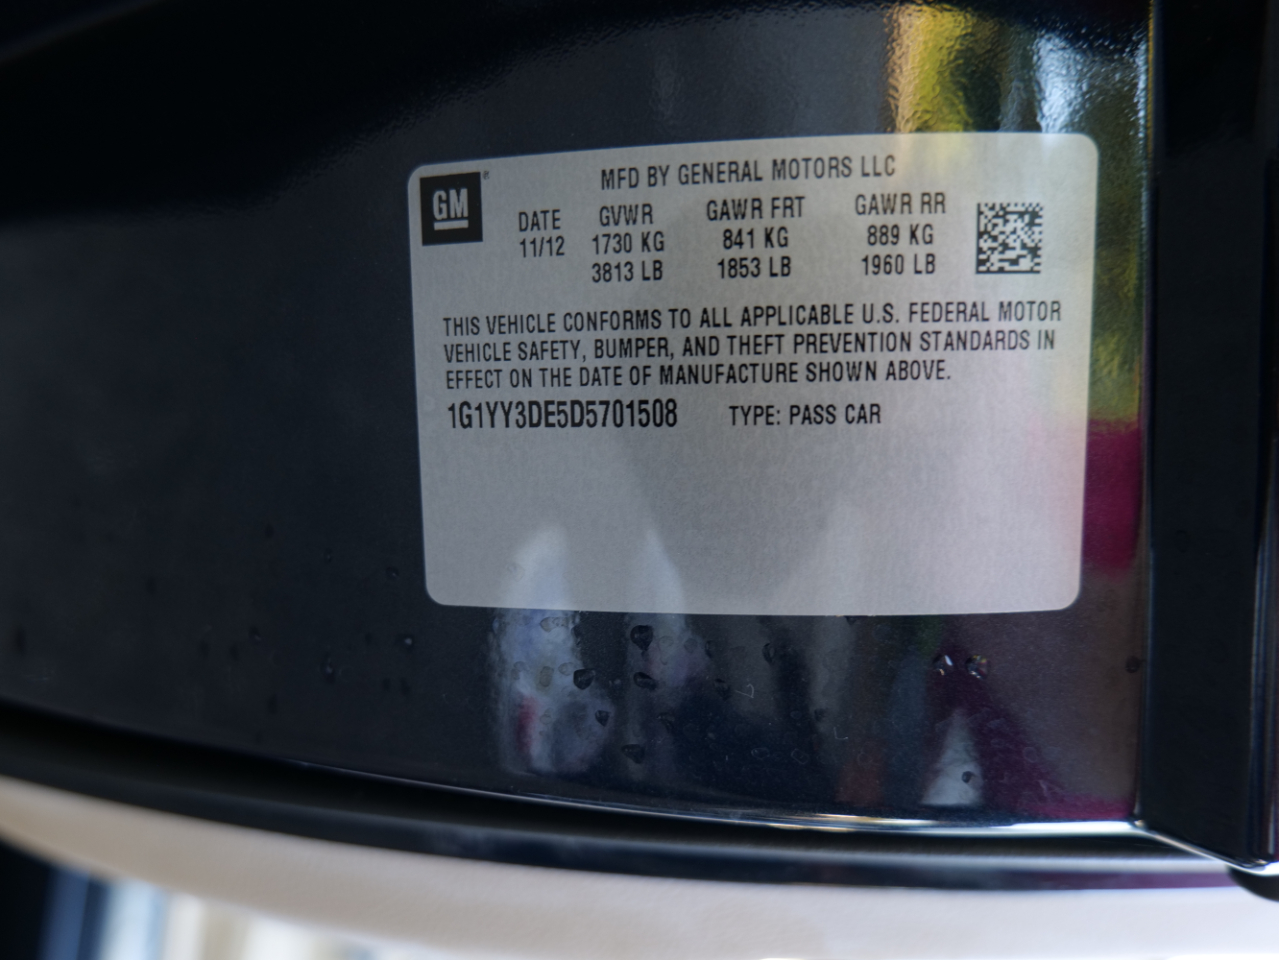 MFD BY GENERAL MOTORS LLC
GM
DATE GVWR GAWR FRT GAWR RR
11/12 1730 KG 841 KG 889 KG
3813 LB 1853 LB 1960 LB
THIS VEHICLE CONFORMS TO ALL APPLICABLE U.S. FEDERAL MOTOR
VEHICLE SAFETY, BUMPER, AND THEFT PREVENTION STANDARDS IN
EFFECT ON THE DATE OF MANUFACTURE SHOWN ABOVE.
1G1YY3DE5D5701508 TYPE: PASS CAR